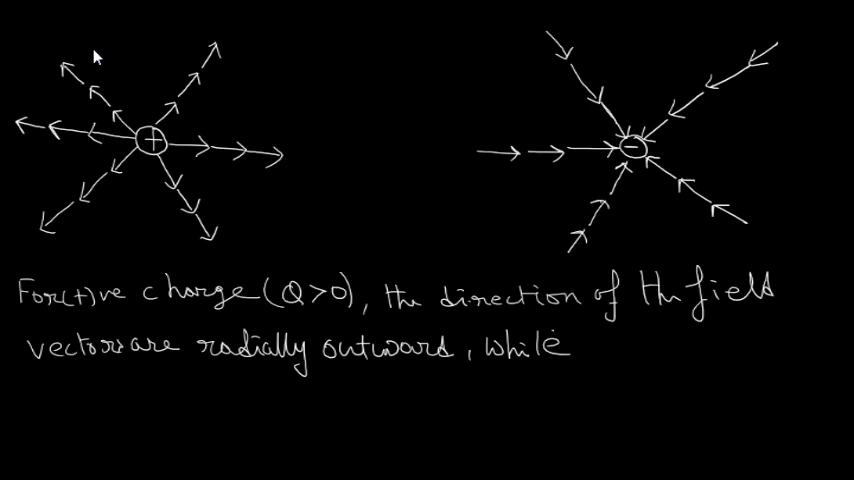 +
-
For(+)ve charge (Q>0), the direction of the field
vectors are radially outward, while